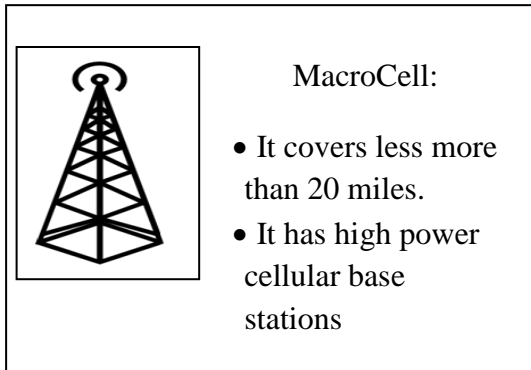 MacroCell:
• It covers less more
than 20 miles.
• It has high power
cellular base
stations